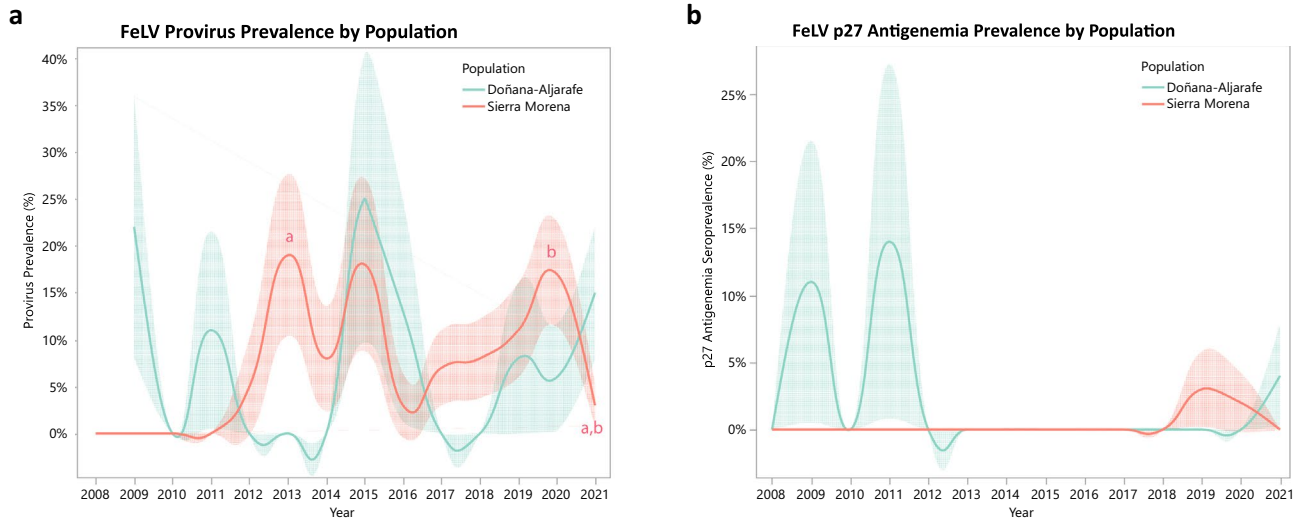 a
FeLV Provirus Prevalence by Population
40%
35%
30%
25%
20%
15%
10%
5%
0%
Provirus Prevalence (%)
Population
Doñana-Aljarafe
Sierra Morena
a
b
a,b
2008 2009 2010 2011 2012 2013 2014 2015 2016 2017 2018 2019 2020 2021
Year
b
FeLV p27 Antigenemia Prevalence by Population
25%
20%
15%
10%
5%
0%
p27 Antigenemia Seroprevalence (%)
Population
Doñana-Aljarafe
Sierra Morena
2008 2009 2010 2011 2012 2013 2014 2015 2016 2017 2018 2019 2020 2021
Year